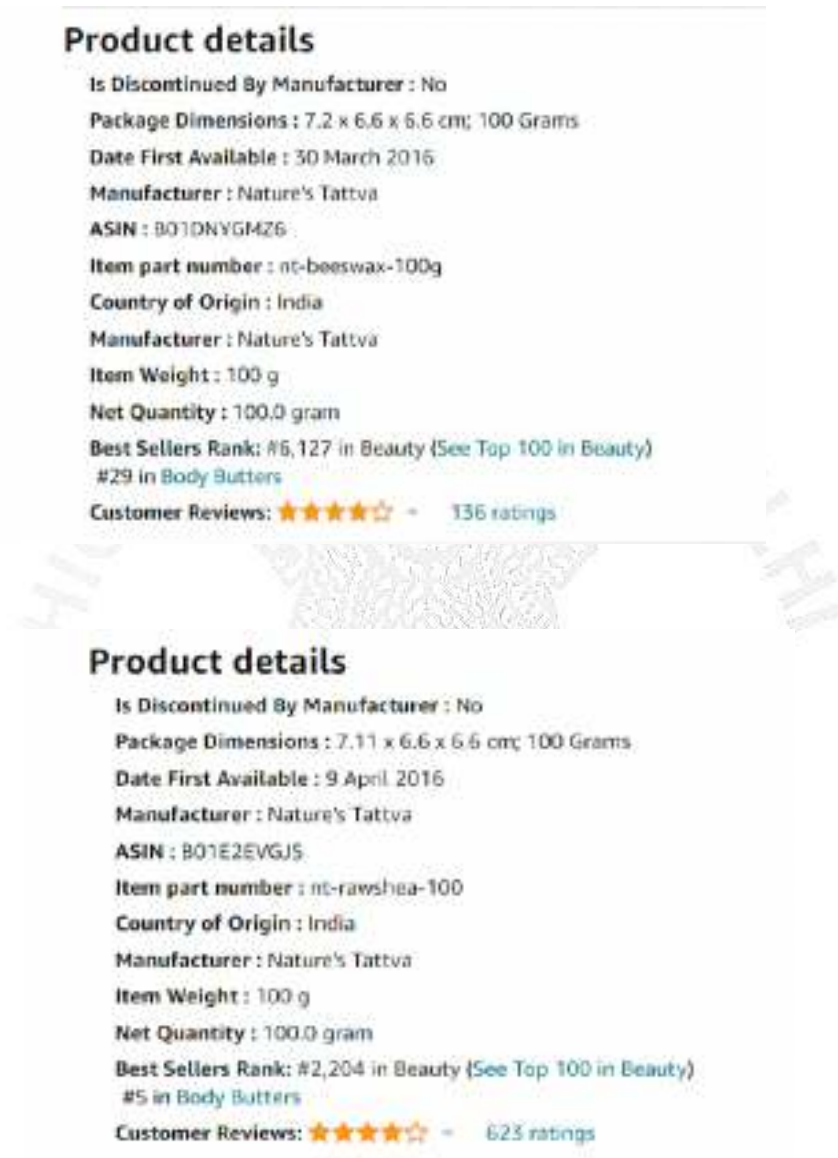 Product details
Is Discontinued By Manufacturer : No
Package Dimensions : 7.2 x 6.6 x 6.6 cm; 100 Grams
Date First Available : 30 March 2016
Manufacturer : Nature's Tattva
ASIN : B01DNYGMZ6
Item part number : nt-beeswax-100g
Country of Origin : India
Manufacturer : Nature's Tattva
Item Weight : 100 g
Net Quantity : 100.0 gram
Best Sellers Rank: #6,127 in Beauty (See Top 100 in Beauty)
#29 in Body Butters
Customer Reviews: 136 ratings
Product details
Is Discontinued By Manufacturer : No
Package Dimensions : 7.11 x 6.6 x 6.6 cm; 100 Grams
Date First Available : 9 April 2016
Manufacturer : Nature's Tattva
ASIN : B01E2EVGJS
Item part number : nt-rawshea-100
Country of Origin : India
Manufacturer : Nature's Tattva
Item Weight : 100 g
Net Quantity : 100.0 gram
Best Sellers Rank: #2,204 in Beauty (See Top 100 in Beauty)
#5 in Body Butters
Customer Reviews: 623 ratings